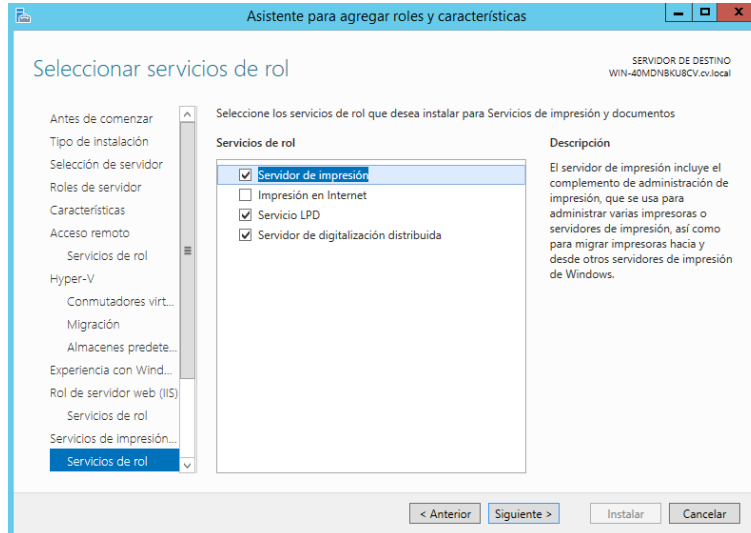 Asistente para agregar roles y características
Seleccionar servicios de rol
SERVIDOR DE DESTINO
WIN-40MDNBKU8CV.cv.local
Antes de comenzar
Tipo de instalación
Selección de servidor
Roles de servidor
Características
Acceso remoto
Servicios de rol
Hyper-V
Conmutadores virt...
Migración
Almacenes predete...
Experiencia con Wind...
Rol de servidor web (IIS)
Servicios de rol
Servicios de impresión...
Servicios de rol
Seleccione los servicios de rol que desea instalar para Servicios de impresión y documentos
Servicios de rol
Servidor de impresión
Impresión en Internet
Servicio LPD
Servidor de digitalización distribuida
Descripción
El servidor de impresión incluye el
complemento de administración de
impresión, que se usa para
administrar varias impresoras o
servidores de impresión, así como
para migrar impresoras hacia y
desde otros servidores de impresión
de Windows.
< Anterior
Siguiente >
Instalar
Cancelar